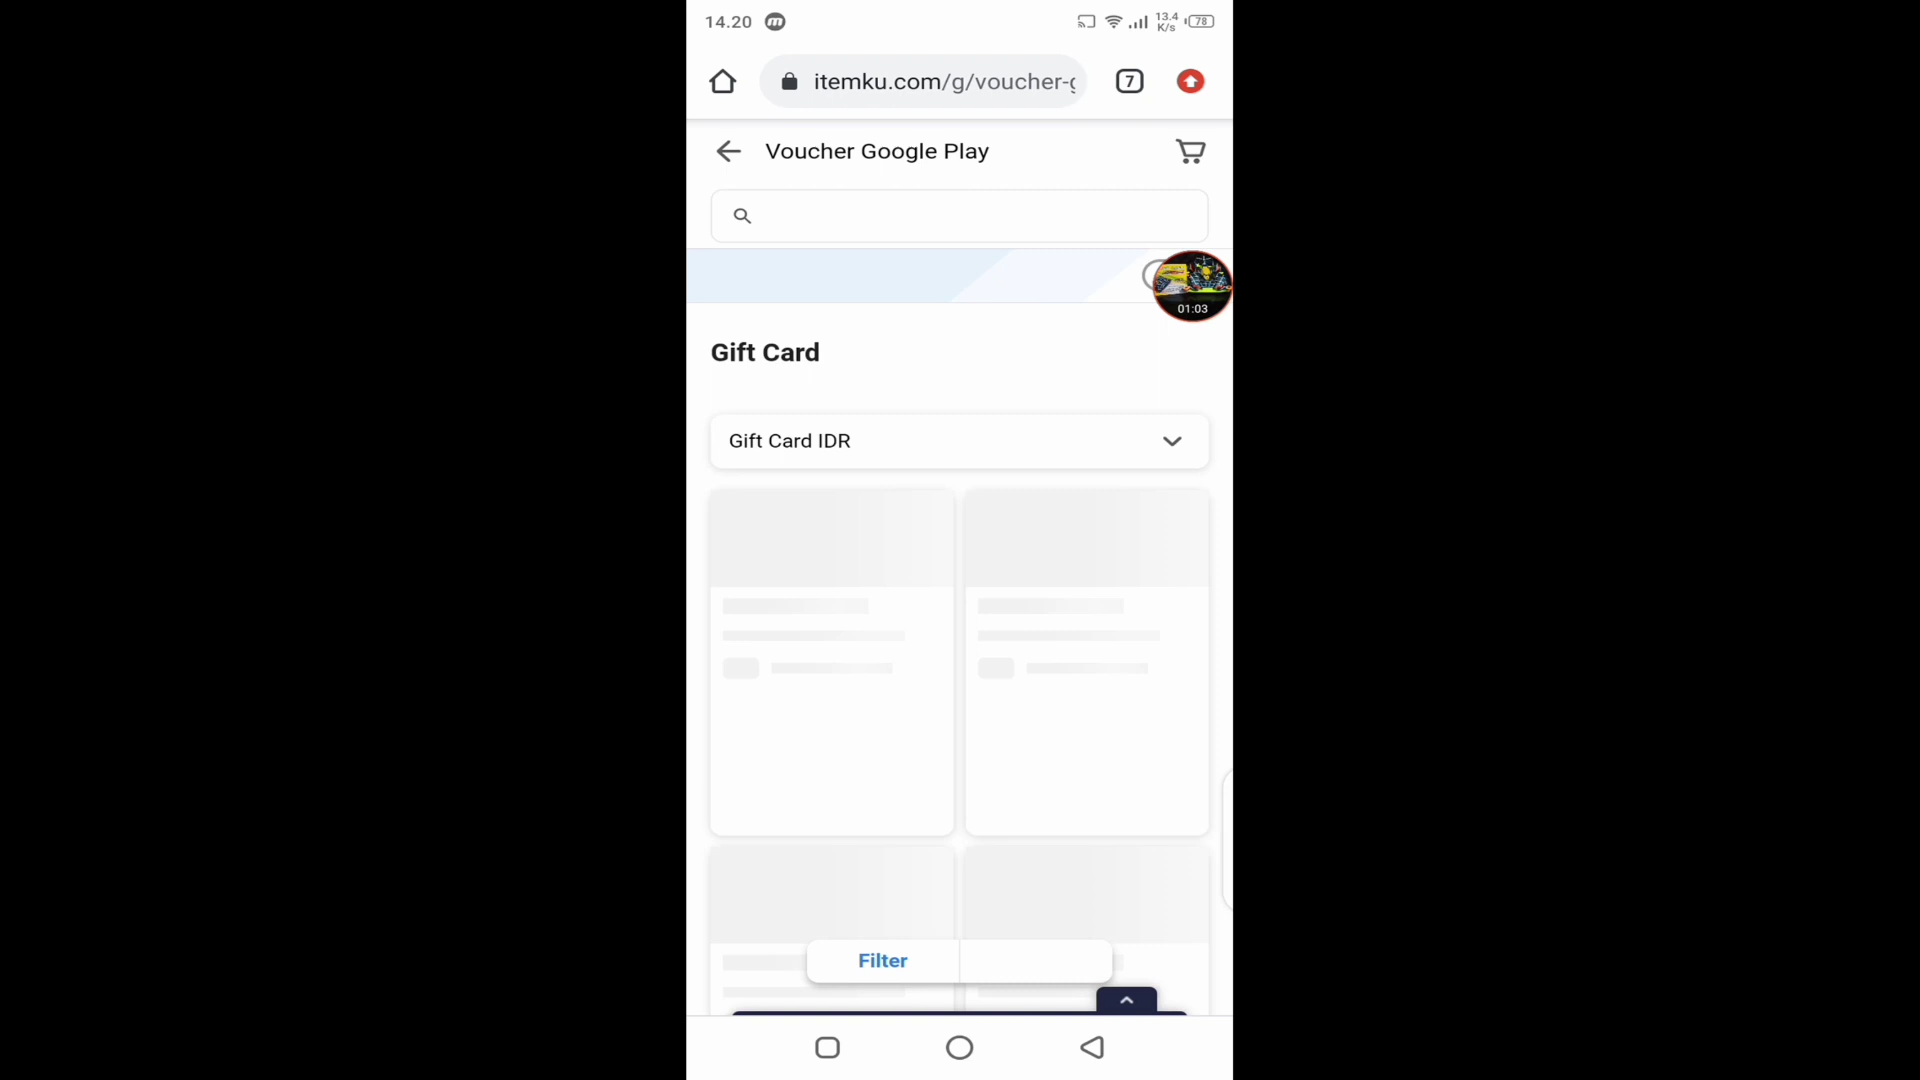 14.20
13.4
K/s
78
itemku.com/g/voucher-g
7
Voucher Google Play
01:03
Gift Card
Gift Card IDR
Filter